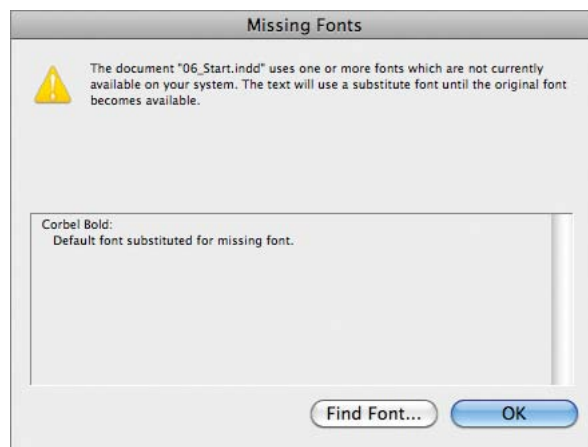 Missing Fonts
The document "06_Start.indd" uses one or more fonts which are not currently
available on your system. The text will use a substitute font until the original font
becomes available.
Corbel Bold:
Default font substituted for missing font.
Find Font... OK